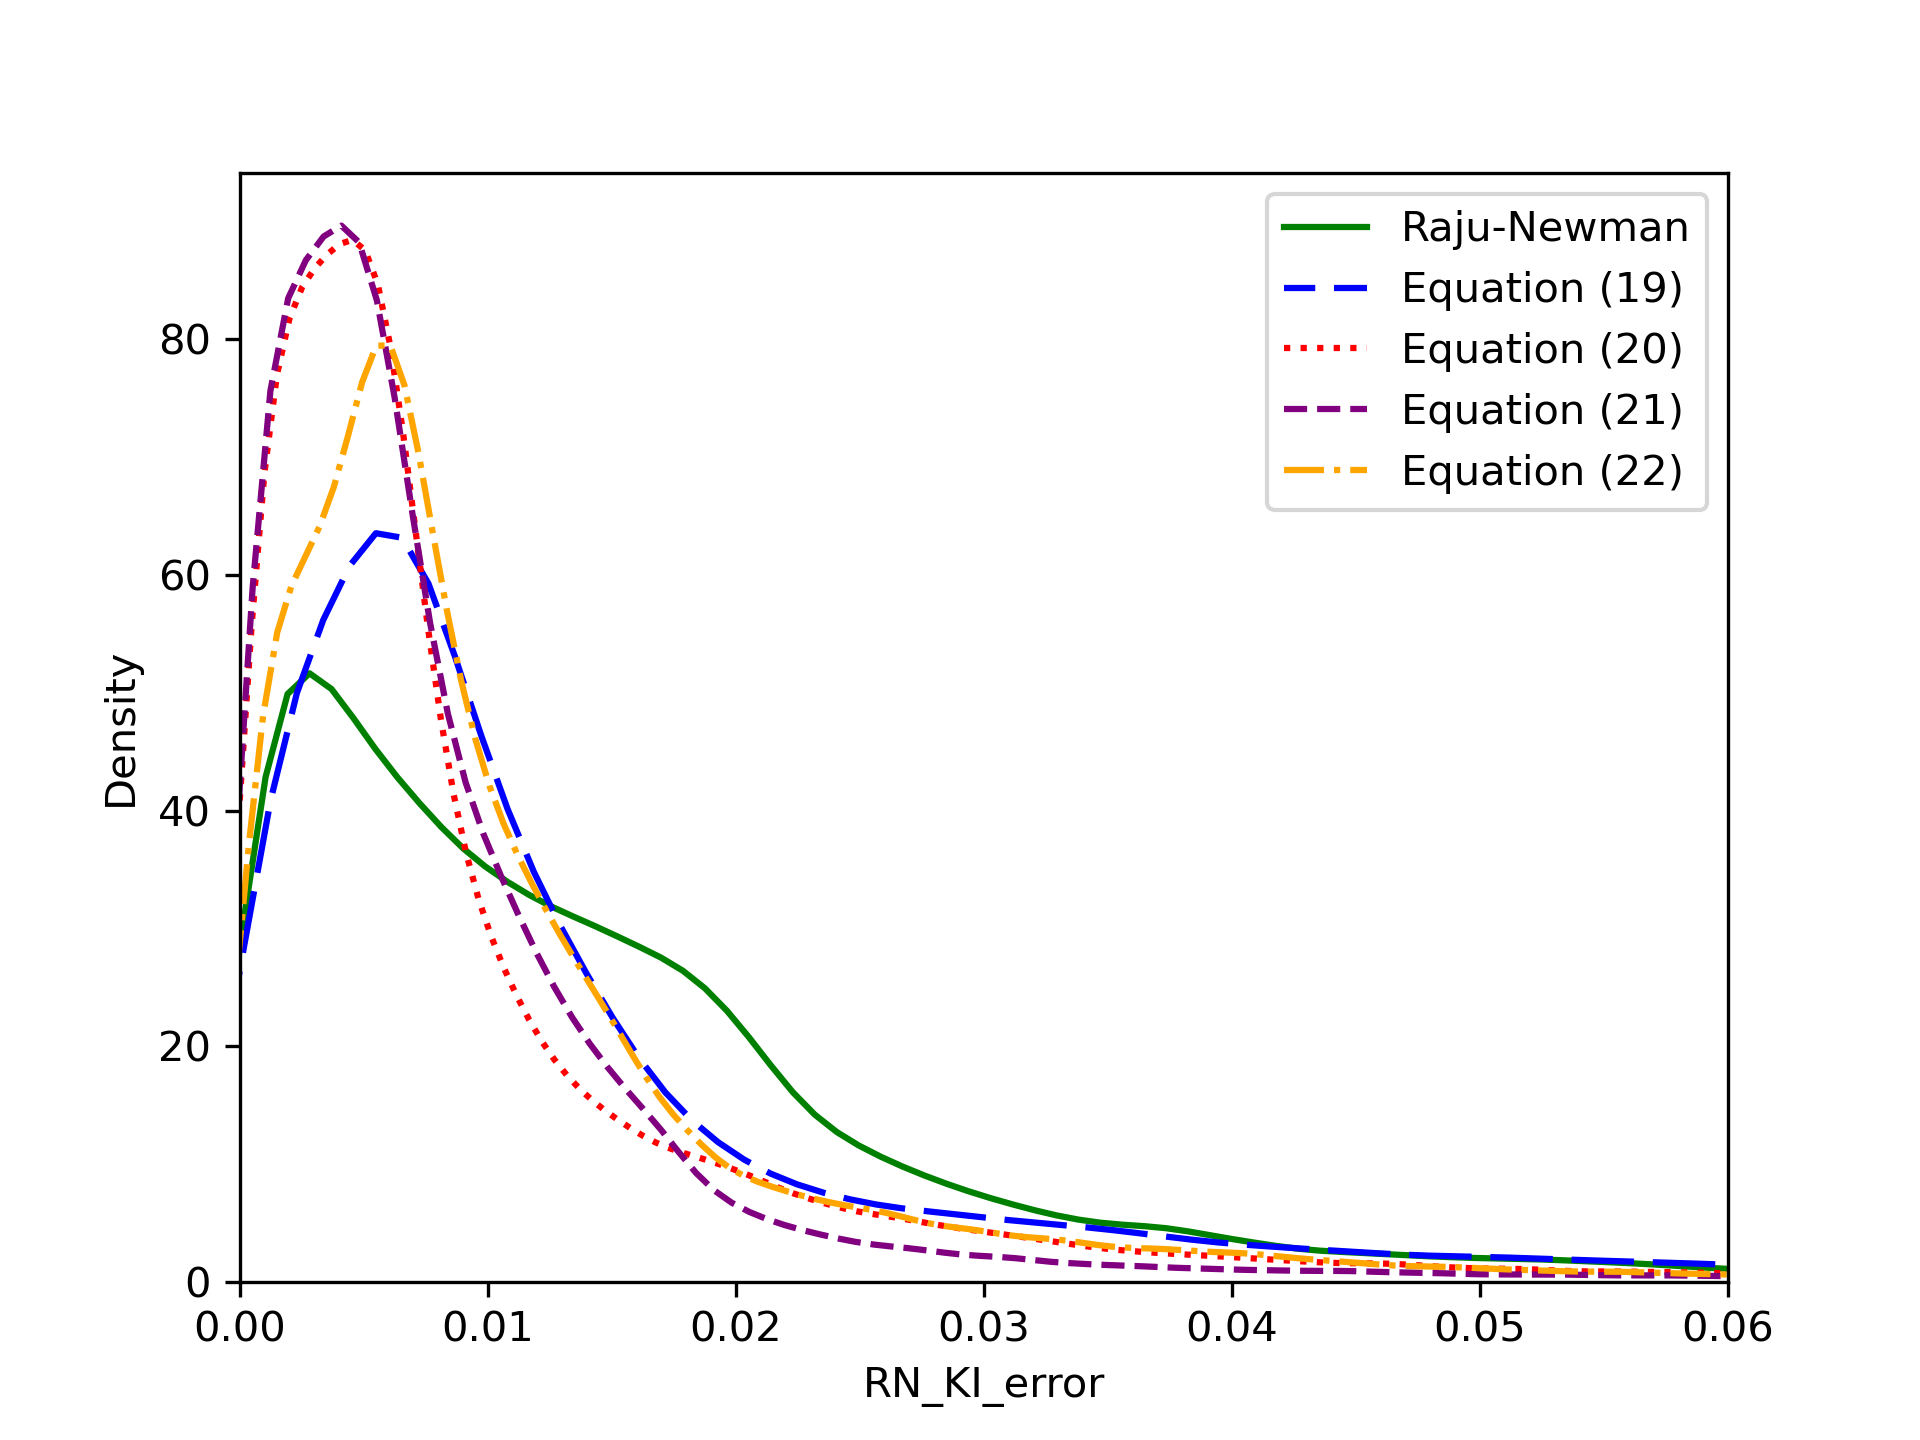 Raju-Newman
Equation (19)
Equation (20)
Equation (21)
Equation (22)
Density
80
60
40
20
0
0.00 0.01 0.02 0.03 0.04 0.05 0.06
RN_KI_error